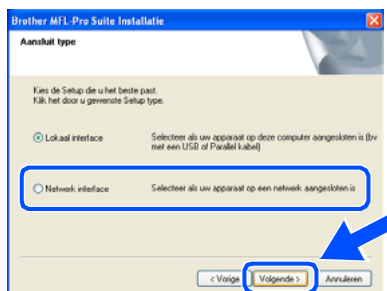 Brother MFL-Pro Suite Installatie
Aansluit type
Kies de Setup die u het beste past.
Klik het door u gewenste Setup type.
Lokaal interface
Selecteer als uw apparaat op deze computer aangesloten is (bv
met een USB of Parallel kabel)
Netwerk interface
Selecteer als uw apparaat op een netwerk aangesloten is
< Vorige
Volgende >
Annuleren